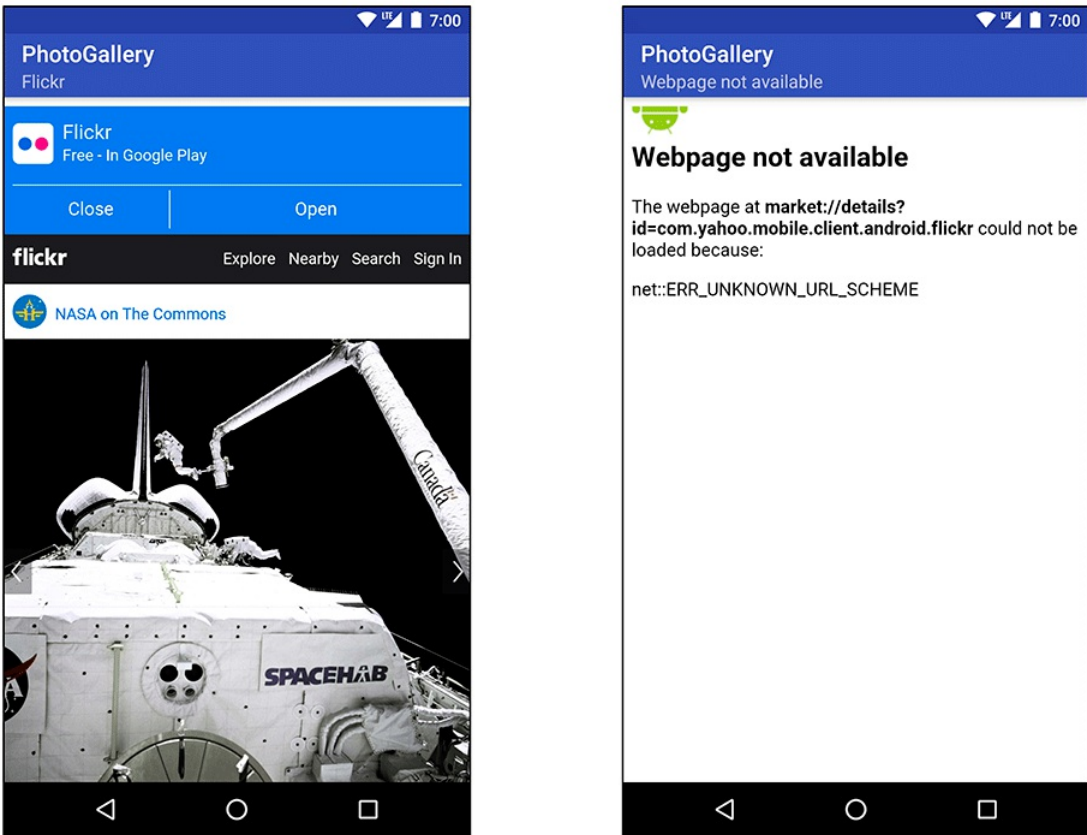 LTE 7:00
PhotoGallery
Flickr
Flickr
Free - In Google Play
Close Open
flickr Explore Nearby Search Sign In
NASA on The Commons
Canada
SPACEHAB
LTE 7:00
PhotoGallery
Webpage not available
Webpage not available
The webpage at market://details?
id=com.yahoo.mobile.client.android.flickr could not be
loaded because:
net::ERR_UNKNOWN_URL_SCHEME